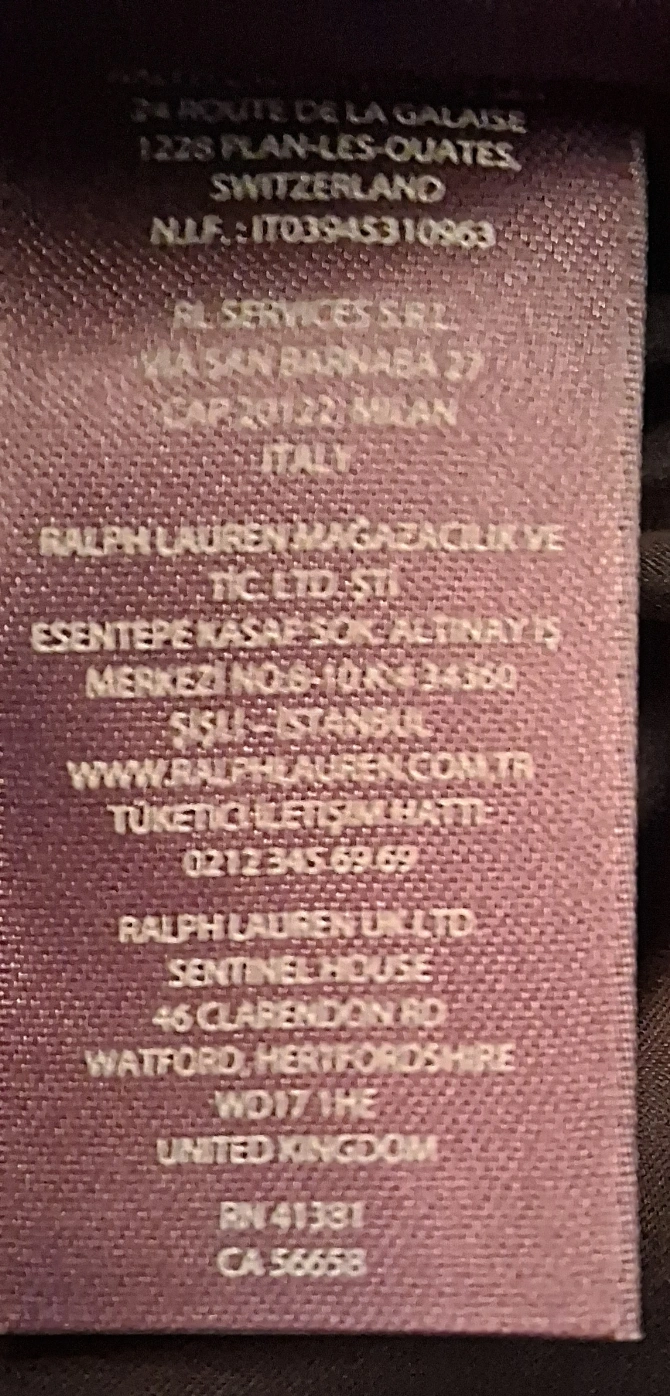 24 ROUTE DE LA GALAISE
1228 PLAN-LES-OUATES,
SWITZERLAND
N.I.F. : IT03945310963
RL SERVICES S.R.L.
VIA SAN BARNABA 27
CAP 20122 MILAN
ITALY
RALPH LAUREN MAĞAZACILIK VE
TİC. LTD. ŞTİ.
ESENTEPE KASAP SOK. ALTINAY İŞ
MERKEZİ NO:8-10 K:4 34360
ŞİŞLİ – İSTANBUL
WWW.RALPHLAUREN.COM.TR
TÜKETİCİ İLETİŞİM HATTI:
0212 345 69 69
RALPH LAUREN UK LTD
SENTINEL HOUSE
46 CLARENDON RD
WATFORD, HERTFORDSHIRE
WD17 1HE
UNITED KINGDOM
RN 41381
CA 56658